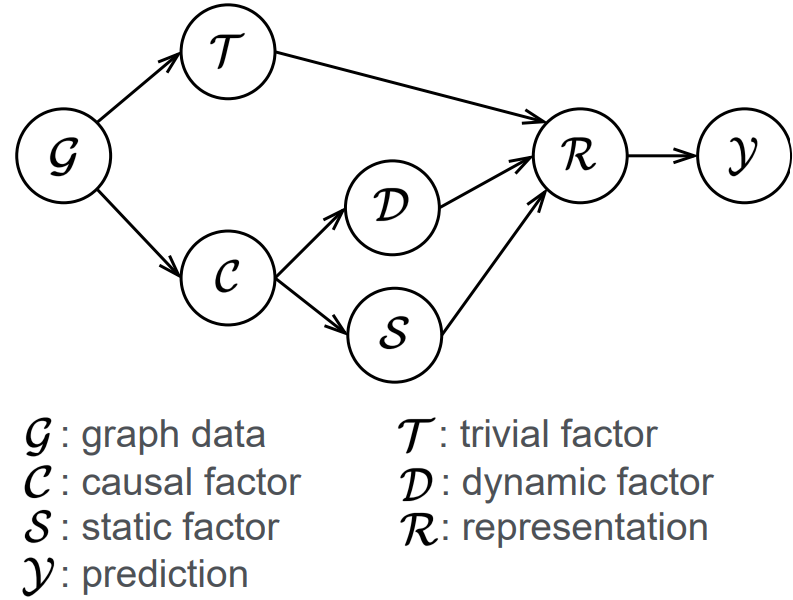 𝒯
𝒢
𝒟
ℛ
𝒴
𝒞
𝒮
𝒢 : graph data
𝒯 : trivial factor
𝒞 : causal factor
𝒟 : dynamic factor
𝒮 : static factor
ℛ : representation
𝒴 : prediction